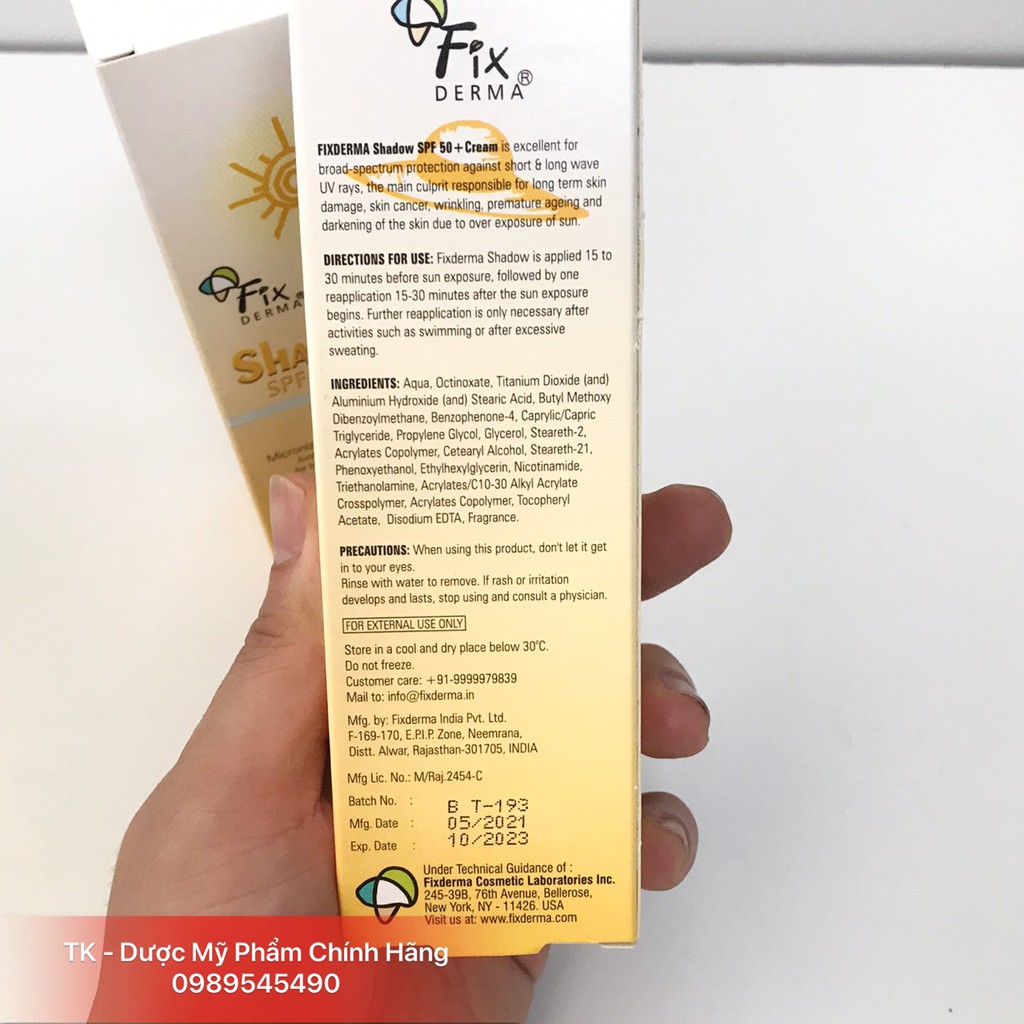 Fix®
DERMA
FIXDERMA Shadow SPF 50+Cream is excellent for
broad-spectrum protection against short & long wave
UV rays, the main culprit responsible for long term skin
damage, skin cancer, wrinkling, premature ageing and
darkening of the skin due to over exposure of sun.
DIRECTIONS FOR USE: Fixderma Shadow is applied 15 to
30 minutes before sun exposure, followed by one
reapplication 15-30 minutes after the sun exposure
begins. Further reapplication is only necessary after
activities such as swimming or after excessive
sweating.
INGREDIENTS: Aqua, Octinoxate, Titanium Dioxide (and)
Aluminium Hydroxide (and) Stearic Acid, Butyl Methoxy
Dibenzoylmethane, Benzophenone-4, Caprylic/Capric
Triglyceride, Propylene Glycol, Glycerol, Steareth-2,
Acrylates Copolymer, Cetearyl Alcohol, Steareth-21,
Phenoxyethanol, Ethylhexylglycerin, Nicotinamide,
Triethanolamine, Acrylates/C10-30 Alkyl Acrylate
Crosspolymer, Acrylates Copolymer, Tocopheryl
Acetate, Disodium EDTA, Fragrance.
PRECAUTIONS: When using this product, don't let it get
in to your eyes.
Rinse with water to remove. If rash or irritation
develops and lasts, stop using and consult a physician.
FOR EXTERNAL USE ONLY
Store in a cool and dry place below 30°C.
Do not freeze.
Customer care: +91-9999979839
Mail to: info@fixderma.in
Mfg. by: Fixderma India Pvt. Ltd.
F-169-170, E.P.I.P. Zone, Neemrana,
Distt. Alwar, Rajasthan-301705, INDIA
Mfg Lic. No.: M/Raj.2454-C
Batch No. : B T-193
Mfg. Date : 05/2021
Exp. Date : 10/2023
Under Technical Guidance of :
Fixderma Cosmetic Laboratories Inc.
245-39B, 76th Avenue, Bellerose,
New York, NY - 11426. USA
Visit us at: www.fixderma.com
Fix®
DERMA
SHA
SPF
TK - Dược Mỹ Phẩm Chính Hãng
0989545490